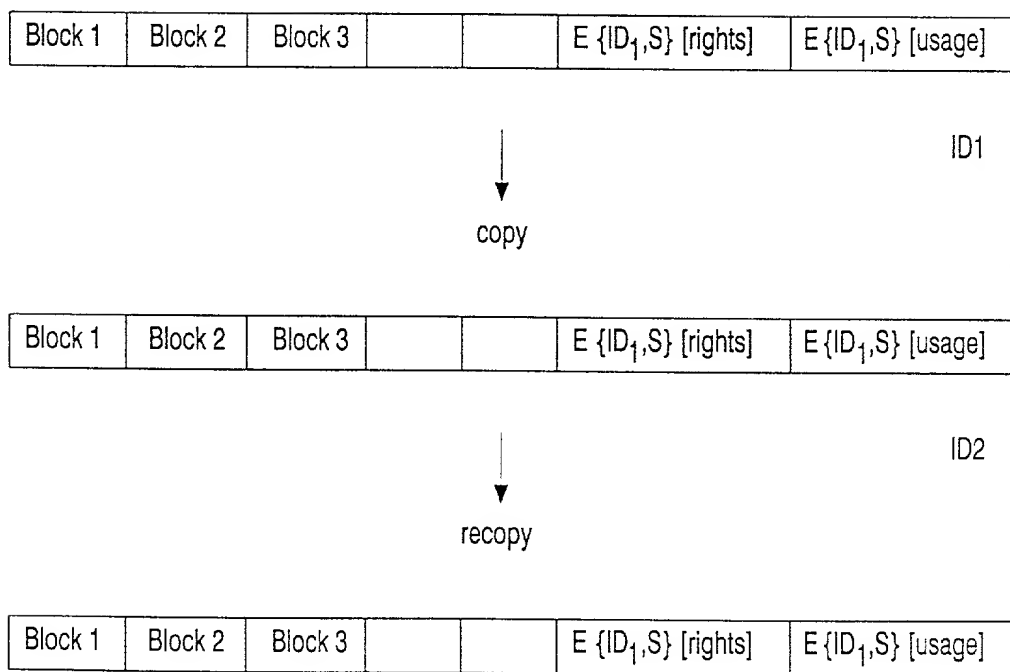 Block 1 Block 2 Block 3 E {ID₁,S} [rights] E {ID₁,S} [usage]
ID1
copy
Block 1 Block 2 Block 3 E {ID₁,S} [rights] E {ID₁,S} [usage]
ID2
recopy
Block 1 Block 2 Block 3 E {ID₁,S} [rights] E {ID₁,S} [usage]